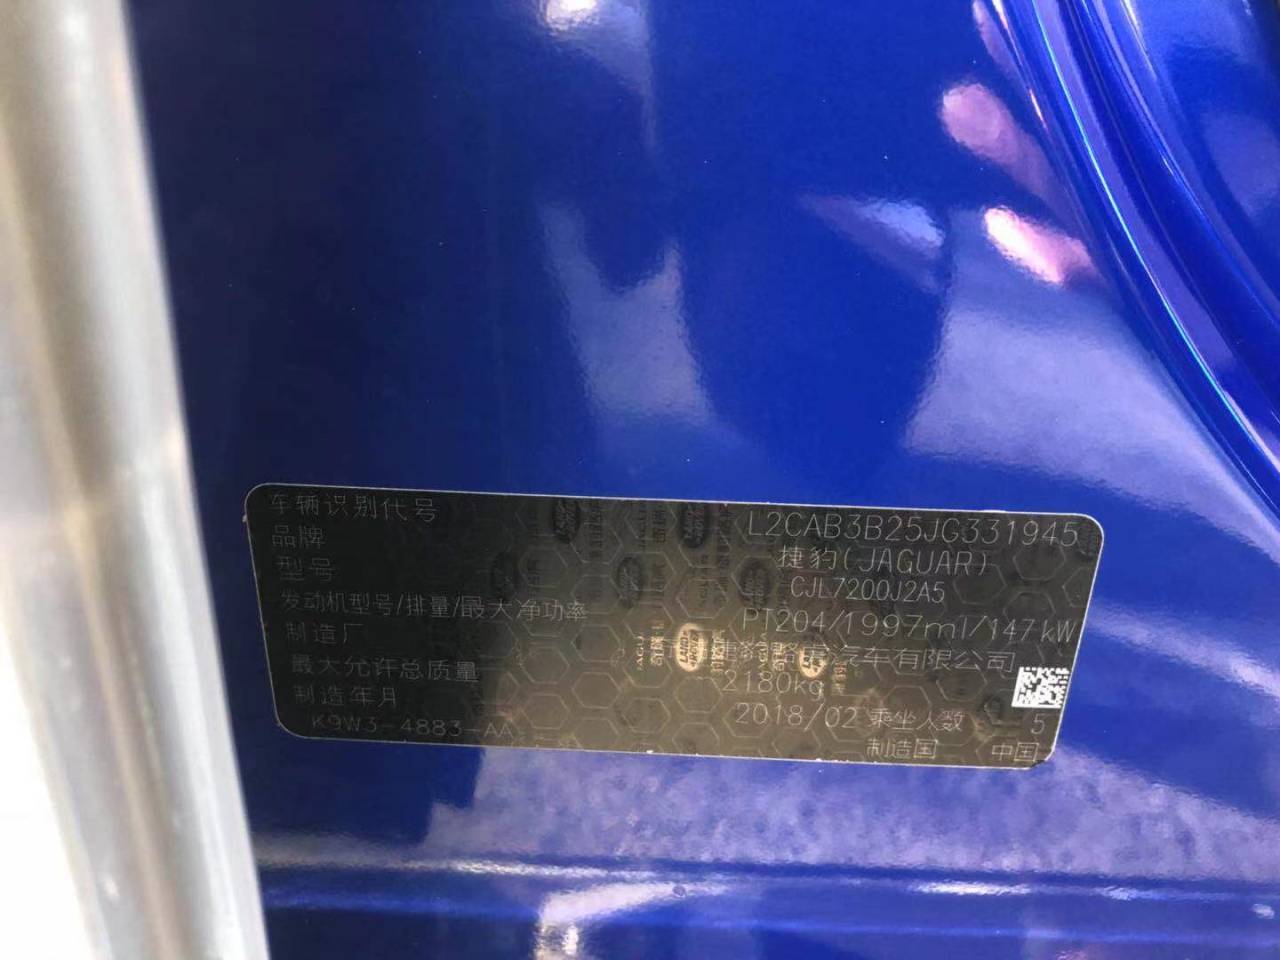 车辆识别代号 L2CAB3B25JG331945
品牌 捷豹(JAGUAR)
型号 CJL7200J2A5
发动机型号/排量/最大净功率 PT204/1997ml/147kW
制造厂 汽车有限公司
最大允许总质量 2180kg
制造年月 2018/02 乘坐人数 5
K9W3-4883-AA 制造国 中国